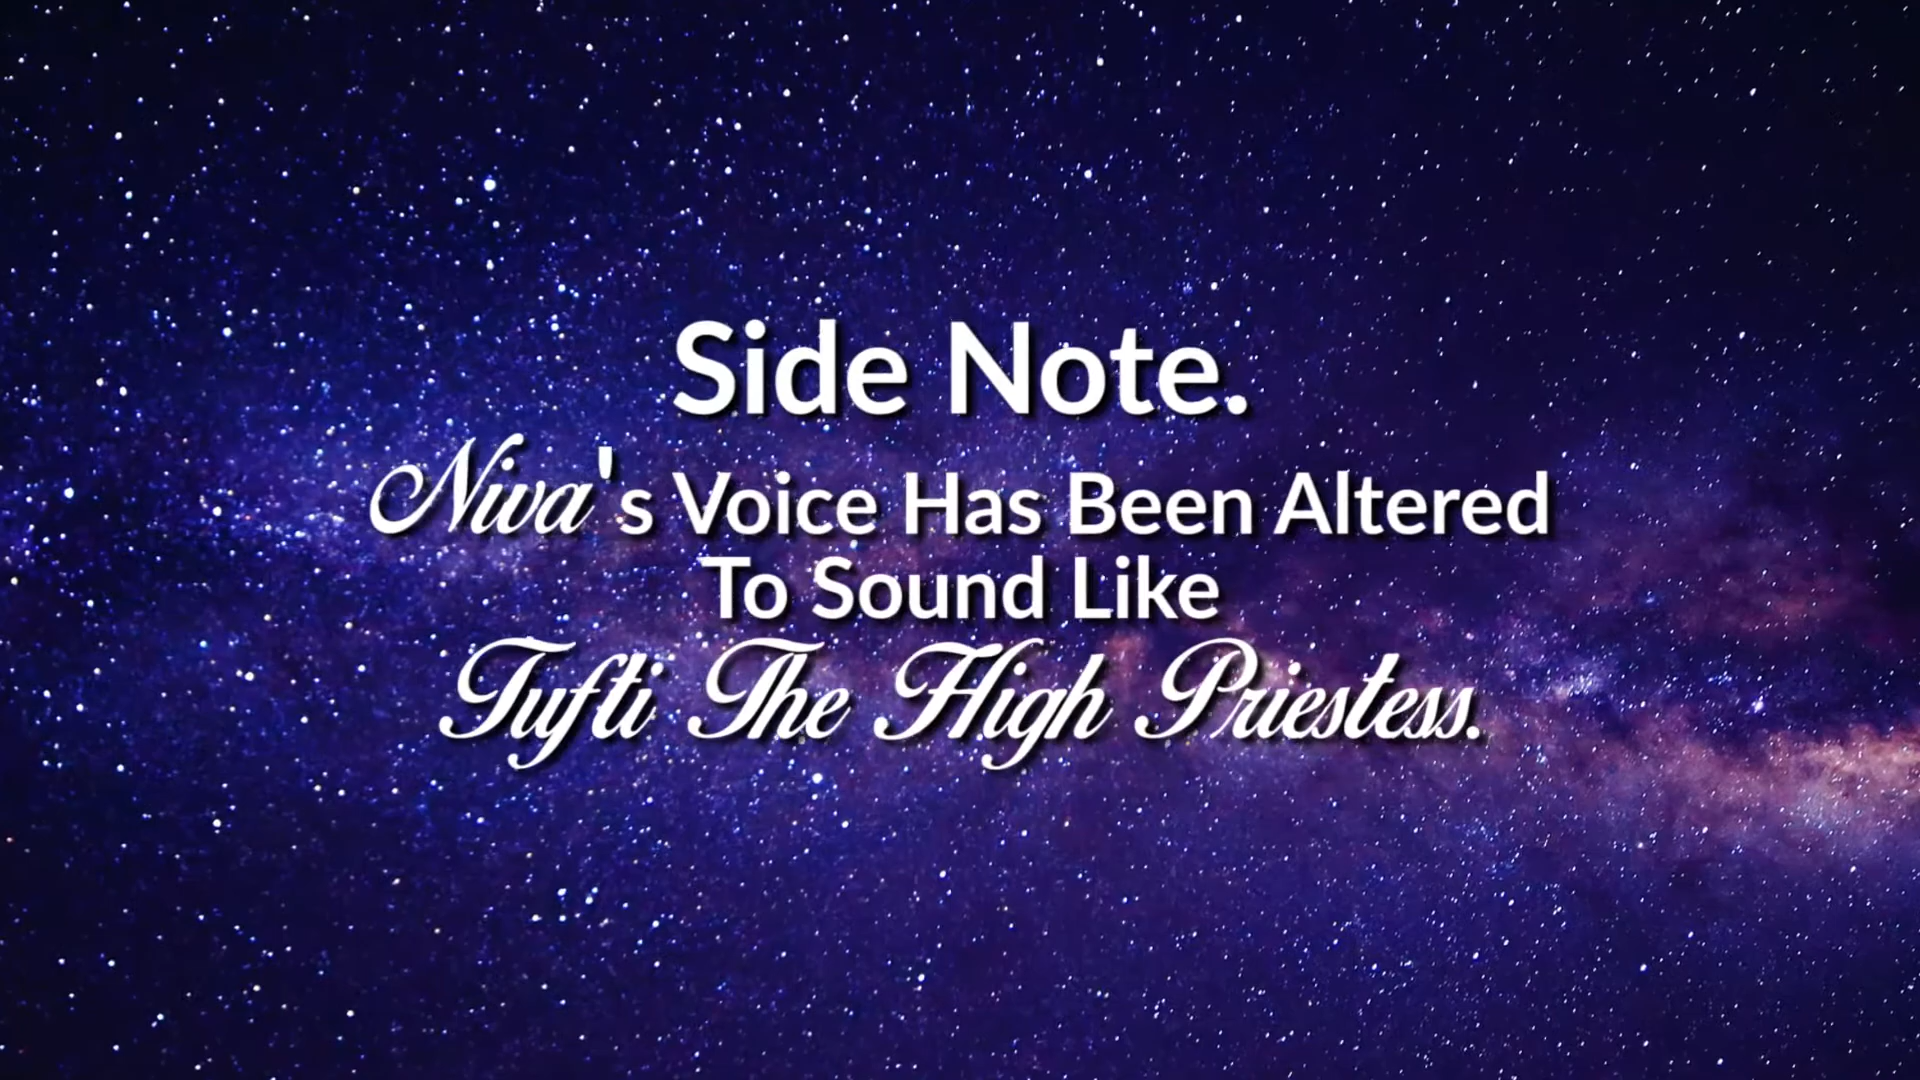 Side Note.
Niva's Voice Has Been Altered
To Sound Like
Tufti The High Priestess.